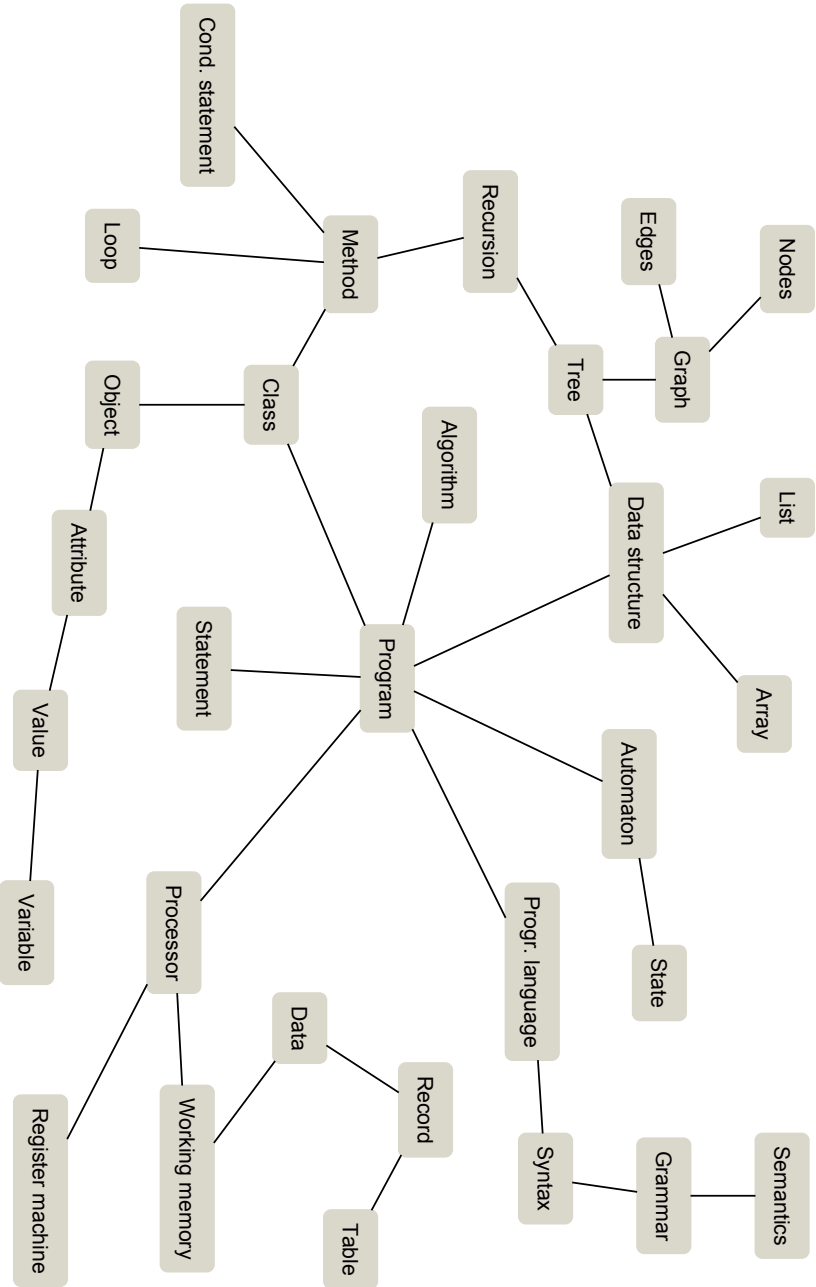 Nodes
List
Semantics
Array
Graph
Grammar
State
Edges
Data structure
Automaton
Tree
Syntax
Progr. language
Recursion
Algorithm
Record
Program
Method
Table
Data
Class
Cond. statement
Statement
Working memory
Processor
Loop
Object
Attribute
Value
Register machine
Variable